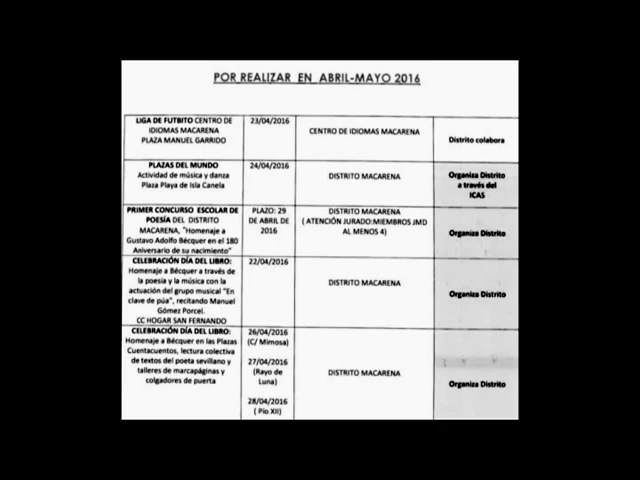 POR REALIZAR EN ABRIL-MAYO 2016
LIGA DE FUTBITO CENTRO DE
IDIOMAS MACARENA
PLAZA MANUEL GARRIDO
23/04/2016
CENTRO DE IDIOMAS MACARENA
Distrito colabora
PLAZAS DEL MUNDO
Actividad de música y danza
Plaza Playa de Isla Canela
24/04/2016
DISTRITO MACARENA
Organiza Distrito
a través del
ICAS
PRIMER CONCURSO ESCOLAR DE
POESÍA DEL DISTRITO
MACARENA, "Homenaje a
Gustavo Adolfo Bécquer en el 180
Aniversario de su nacimiento"
PLAZO: 29
DE ABRIL DE
2016
DISTRITO MACARENA
( ATENCIÓN JURADO:MIEMBROS JMD
AL MENOS 4)
Organiza Distrito
CELEBRACIÓN DÍA DEL LIBRO:
Homenaje a Bécquer a través de
la poesía y la música con la
actuación del grupo musical "En
clave de púa", recitando Manuel
Gómez Porcel.
CC HOGAR SAN FERNANDO
22/04/2016
DISTRITO MACARENA
Organiza Distrito
CELEBRACIÓN DÍA DEL LIBRO:
Homenaje a Bécquer en las Plazas
Cuentacuentos, lectura colectiva
de textos del poeta sevillano y
talleres de marcapáginas y
colgadores de puerta
26/04/2016
(C/ Mimosa)
27/04/2016
(Rayo de
Luna)
28/04/2016
( Pío XII)
DISTRITO MACARENA
Organiza Distrito